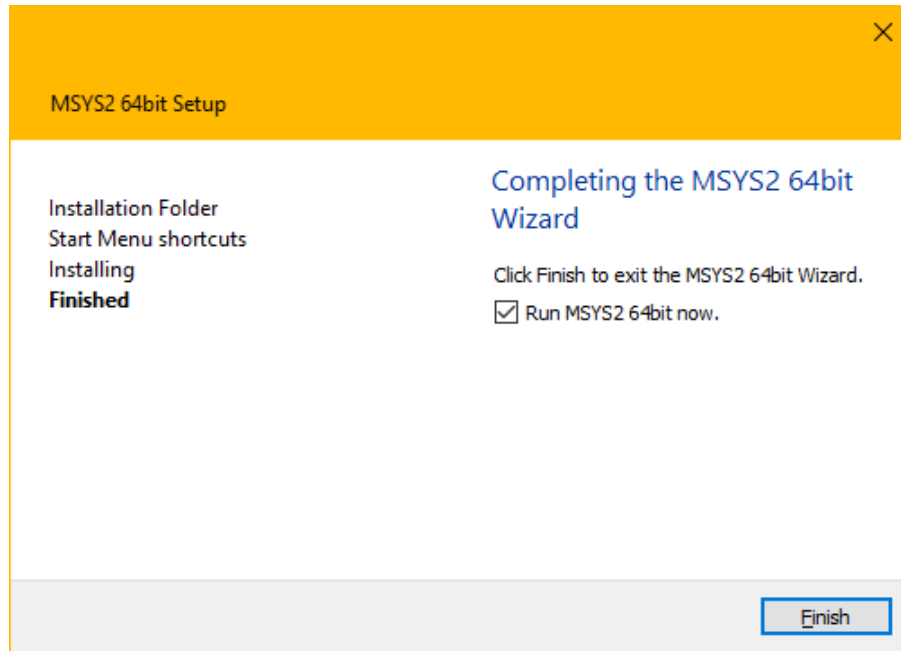 MSYS2 64bit Setup
Installation Folder
Start Menu shortcuts
Installing
Finished
Completing the MSYS2 64bit
Wizard
Click Finish to exit the MSYS2 64bit Wizard.
Run MSYS2 64bit now.
Finish